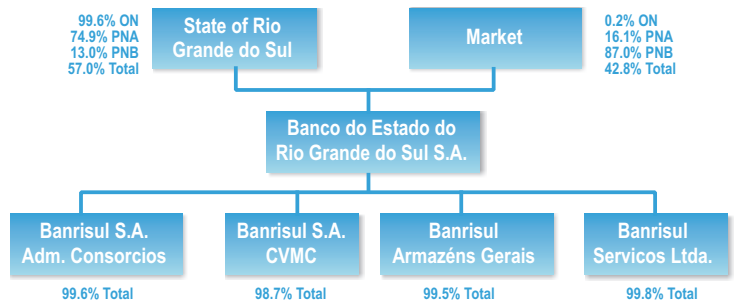 99.6% ON
74.9% PNA
13.0% PNB
57.0% Total
State of Rio
Grande do Sul
Market
0.2% ON
16.1% PNA
87.0% PNB
42.8% Total
Banco do Estado do
Rio Grande do Sul S.A.
Banrisul S.A.
Adm. Consorcios
Banrisul S.A.
CVMC
Banrisul
Armazéns Gerais
Banrisul
Servicos Ltda.
99.6% Total
98.7% Total
99.5% Total
99.8% Total